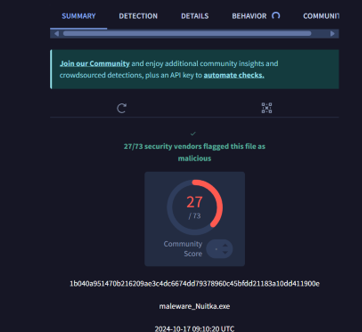 SUMMARY DETECTION DETAILS BEHAVIOR COMMUNI
Join our Community and enjoy additional community insights and
crowdsourced detections, plus an API key to automate checks.
27/73 security vendors flagged this file as
malicious
27
/ 73
Community
Score
1b040a951470b216209ae3c4dc6674dd79378960c45bfdd21183a10dd411900e
maleware_Nuitka.exe
2024-10-17 09:10:20 UTC